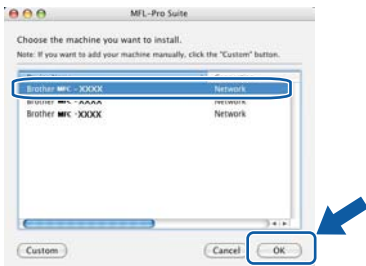 MFL-Pro Suite
Choose the machine you want to install.
Note: If you want to add your machine manually, click the "Custom" button.
Brother MFC -XXXX Network
Brother MFC -XXXX Network
Brother MFC -XXXX Network
Custom Cancel OK